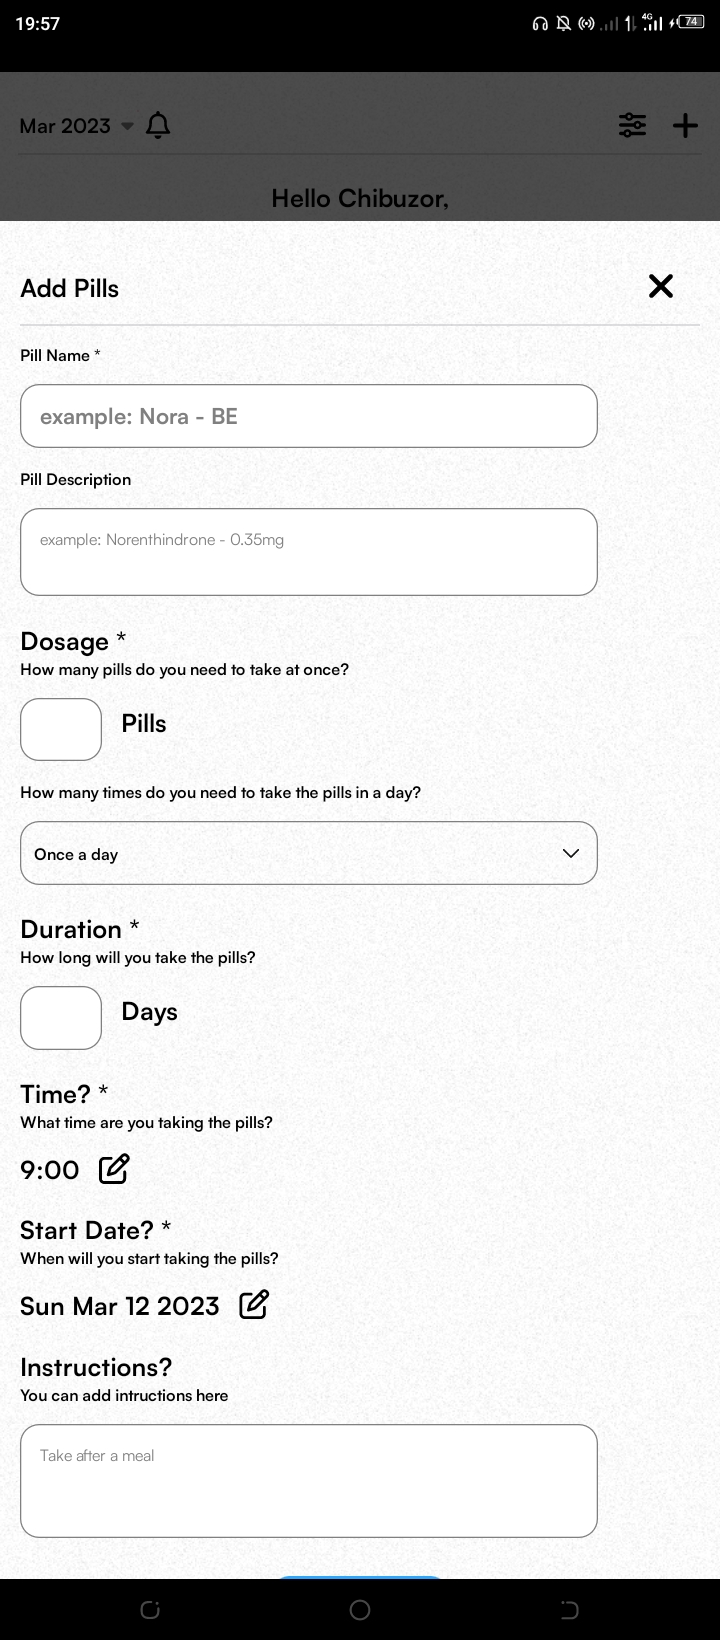 19:57
4G
74
Mar 2023
Hello Chibuzor,
Add Pills
Pill Name *
example: Nora - BE
Pill Description
example: Norenthindrone - 0.35mg
Dosage *
How many pills do you need to take at once?
Pills
How many times do you need to take the pills in a day?
Once a day
Duration *
How long will you take the pills?
Days
Time? *
What time are you taking the pills?
9:00
Start Date? *
When will you start taking the pills?
Sun Mar 12 2023
Instructions?
You can add intructions here
Take after a meal